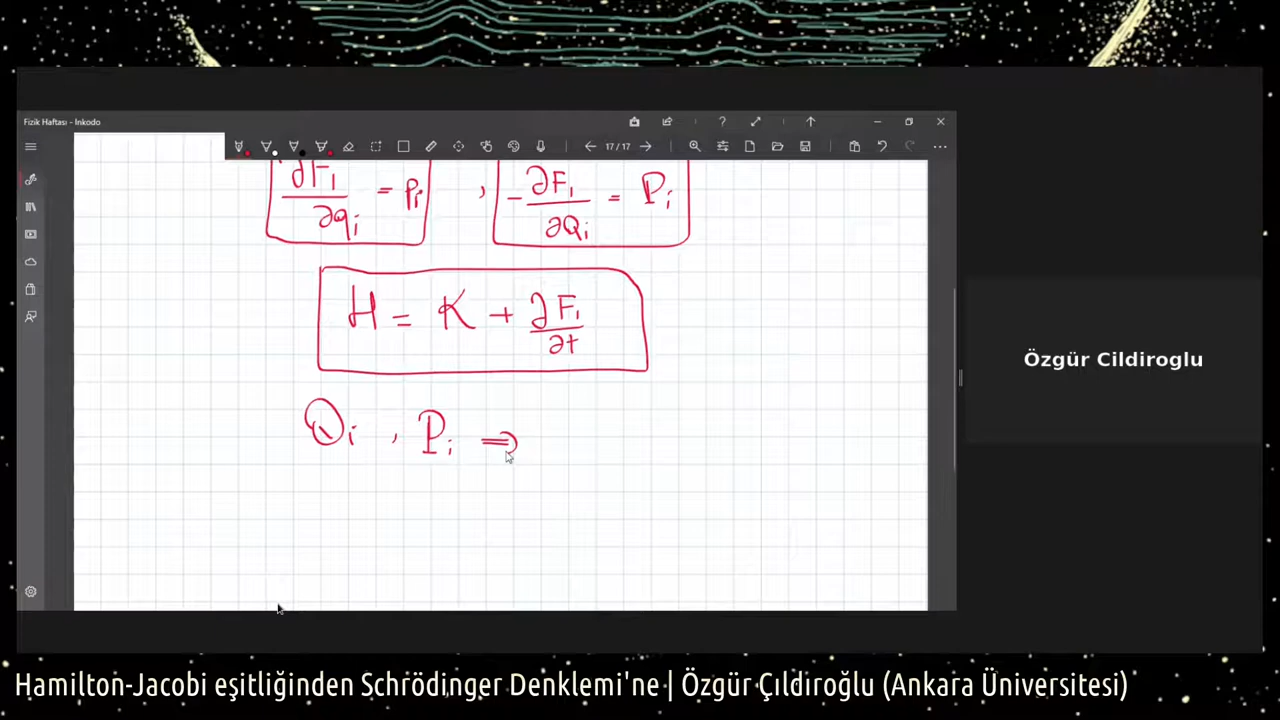 Fizik Haftası - Inkodo
17/17
∂F₁/∂qᵢ = pᵢ , -∂F₁/∂Qᵢ = Pᵢ
H = K + ∂F₁/∂t
Qᵢ , Pᵢ ⇒
Özgür Cildiroglu
Hamilton-Jacobi eşitliğinden Schrödinger Denklemi'ne | Özgür Çıldıroğlu (Ankara Üniversitesi)